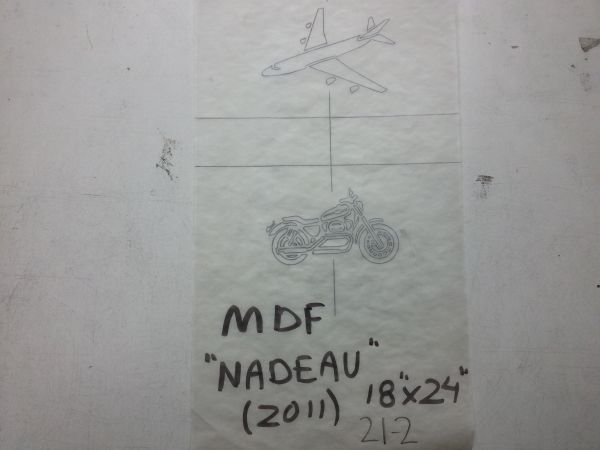 MDF
"NADEAU"
(2011) 18"x24"
21-2